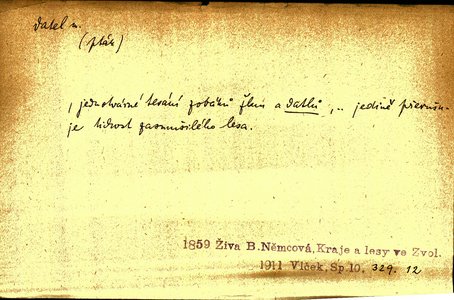 datel m.
(pták)
, jednotvárné tesání zobáků žlun a datlů, .. jedině přerušu-
je tichost zasmušilého lesa.
1859 Živa B.Němcová, Kraje a lesy ve Zvol.
1911 Vlček, Sp.10. 329. 12